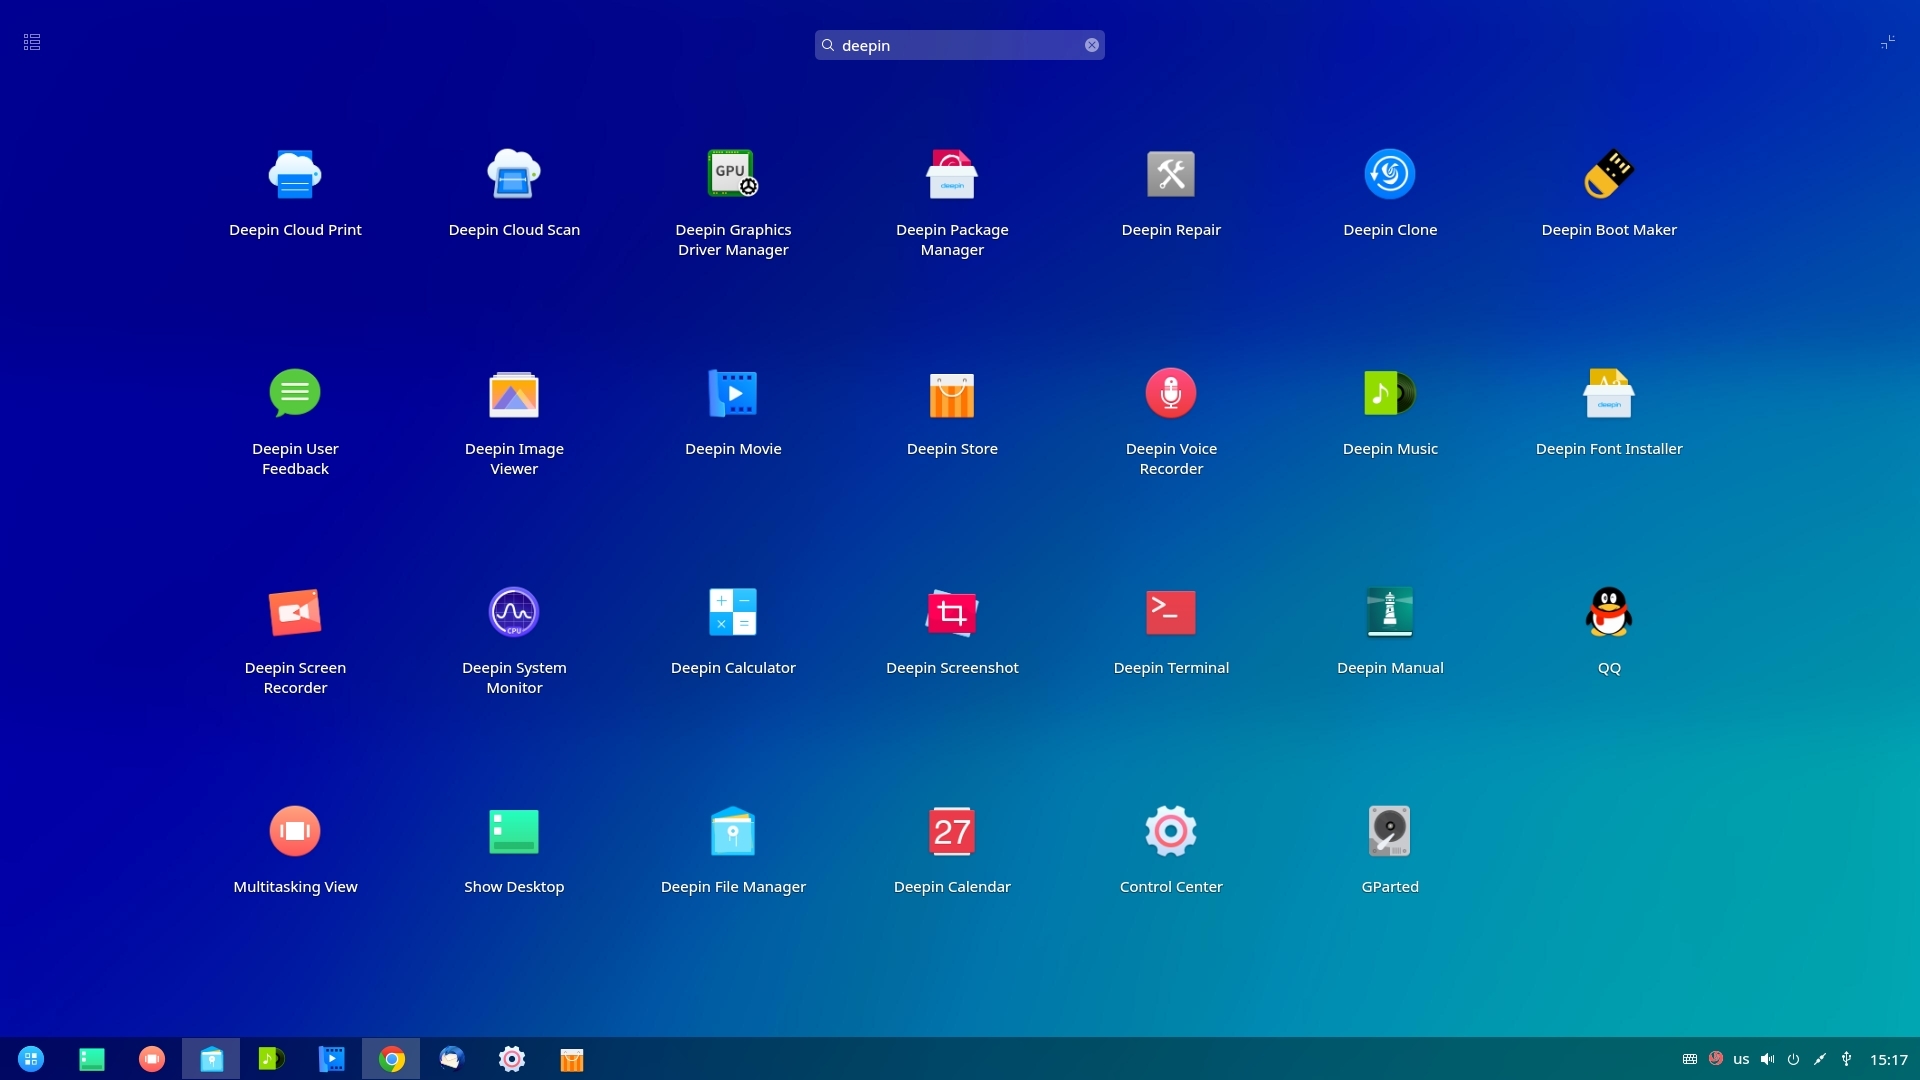 deepin
GPU
deepin
Deepin Cloud Print
Deepin Cloud Scan
Deepin Graphics
Driver Manager
Deepin Package
Manager
Deepin Repair
Deepin Clone
Deepin Boot Maker
deepin
Deepin User
Feedback
Deepin Image
Viewer
Deepin Movie
Deepin Store
Deepin Voice
Recorder
Deepin Music
Deepin Font Installer
CPU
Deepin Screen
Recorder
Deepin System
Monitor
Deepin Calculator
Deepin Screenshot
Deepin Terminal
Deepin Manual
QQ
27
Multitasking View
Show Desktop
Deepin File Manager
Deepin Calendar
Control Center
GParted
us
15:17